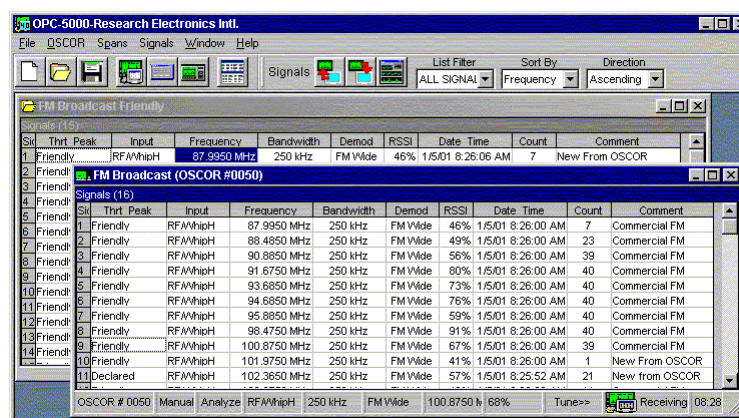 OPC-5000-Research Electronics Intl.
File OSCOR Spans Signals Window Help
Signals
List Filter Sort By Direction
ALL SIGNAL Frequency Ascending
FM Broadcast Friendly
Signals (15)
Sig Thrt Peak Input Frequency Bandwidth Demod RSSI Date Time Count Comment
1 Friendly RF/WhipH 87.9950 MHz 250 kHz FM Wide 46% 1/5/01 8:26:06 AM 7 New From OSCOR
2 Friendly
3 Friendly
4 Friendly
5 Friendly
6 Friendly
7 Friendly
8 Friendly
9 Friendly
10 Friendly
11 Friendly
12 Friendly
13 Friendly
14 Friendly
FM Broadcast (OSCOR #0050)
Signals (16)
Sig Thrt Peak Input Frequency Bandwidth Demod RSSI Date Time Count Comment
1 Friendly RF/WhipH 87.9950 MHz 250 kHz FM Wide 46% 1/5/01 8:26:00 AM 7 Commercial FM
2 Friendly RF/WhipH 88.4850 MHz 250 kHz FM Wide 49% 1/5/01 8:26:00 AM 23 Commercial FM
3 Friendly RF/WhipH 90.8850 MHz 250 kHz FM Wide 56% 1/5/01 8:26:00 AM 39 Commercial FM
4 Friendly RF/WhipH 91.6750 MHz 250 kHz FM Wide 80% 1/5/01 8:26:00 AM 40 Commercial FM
5 Friendly RF/WhipH 93.6850 MHz 250 kHz FM Wide 73% 1/5/01 8:26:00 AM 40 Commercial FM
6 Friendly RF/WhipH 94.6850 MHz 250 kHz FM Wide 76% 1/5/01 8:26:00 AM 40 Commercial FM
7 Friendly RF/WhipH 95.8850 MHz 250 kHz FM Wide 59% 1/5/01 8:26:00 AM 40 Commercial FM
8 Friendly RF/WhipH 98.4750 MHz 250 kHz FM Wide 91% 1/5/01 8:26:00 AM 40 Commercial FM
9 Friendly RF/WhipH 100.8750 MHz 250 kHz FM Wide 67% 1/5/01 8:26:00 AM 39 Commercial FM
10 Friendly RF/WhipH 101.9750 MHz 250 kHz FM Wide 41% 1/5/01 8:26:00 AM 1 New From OSCOR
11 Declared RF/WhipH 102.3650 MHz 250 kHz FM Wide 57% 1/5/01 8:25:52 AM 21 New from OSCOR
OSCOR # 0050 Manual Analyze RF/WhipH 250 kHz FM Wide 100.8750 M 68% Tune>> Receiving 08:28